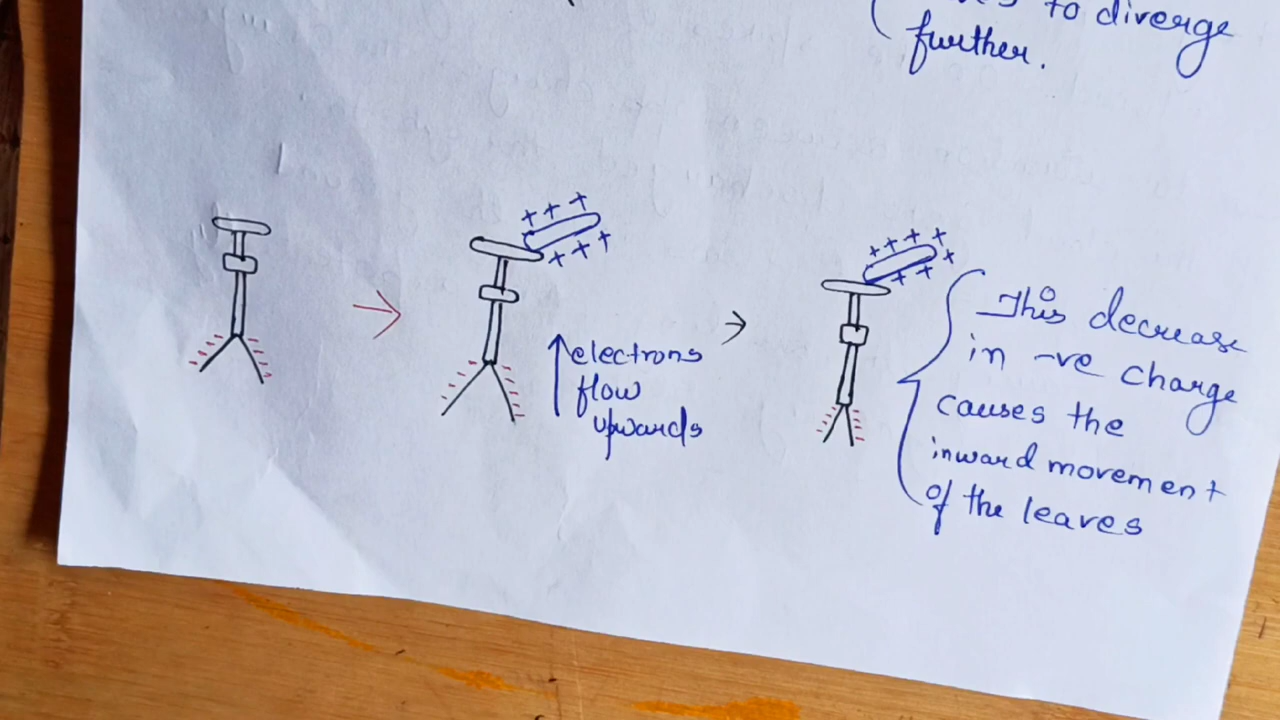 to diverge
further.
electrons
flow
upwards
This decrease
in -ve charge
causes the
inward movement
of the leaves